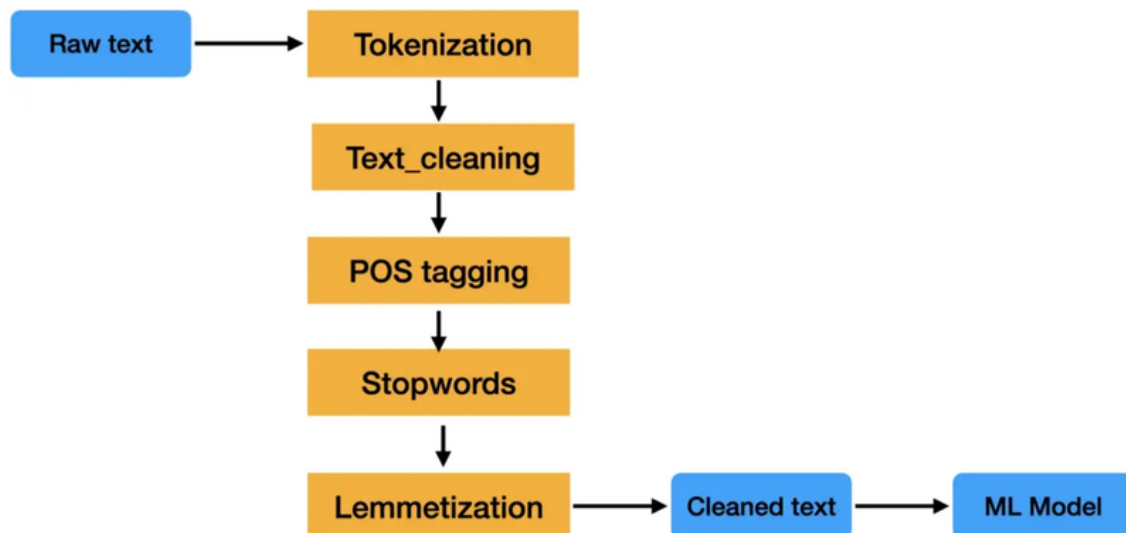 Raw text
Tokenization
Text_cleaning
POS tagging
Stopwords
Lemmetization
Cleaned text
ML Model